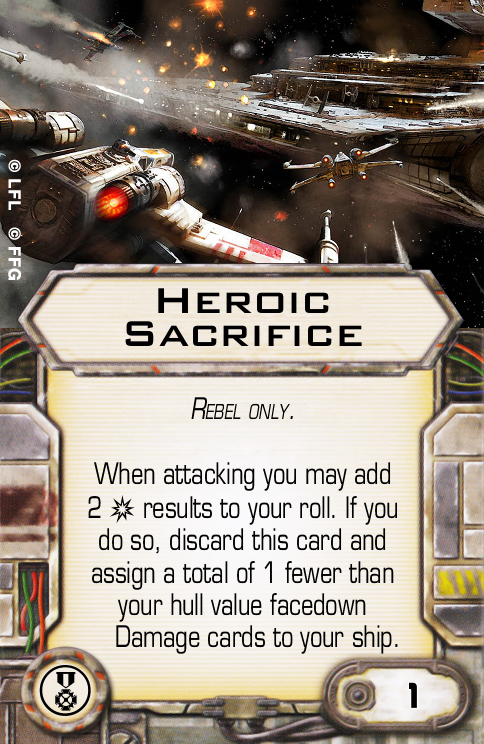 © LFL © FFG
HEROIC
SACRIFICE
REBEL ONLY.
When attacking you may add
2 results to your roll. If you
do so, discard this card and
assign a total of 1 fewer than
your hull value facedown
Damage cards to your ship.
1